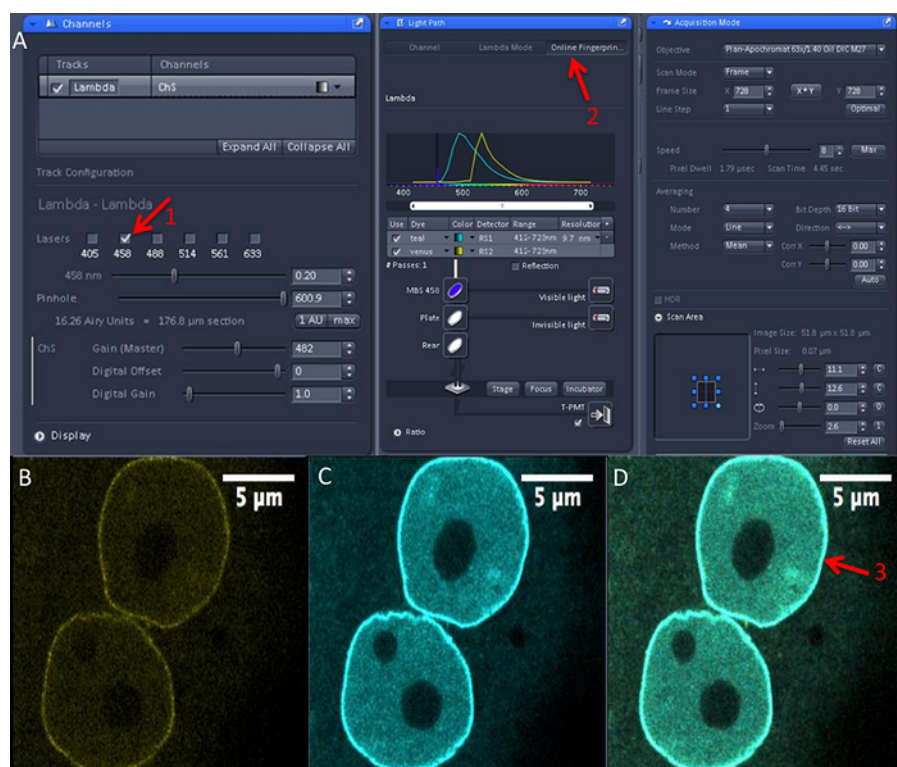 A
Channels
Tracks Channels
Lambda ChS
Expand All Collapse All
Track Configuration
Lambda - Lambda
1
Lasers
405 458 488 514 561 633
458 nm 0.20
Pinhole 600.9
16.26 Airy Units = 176.8 µm section 1 AU max
ChS Gain (Master) 482
Digital Offset 0
Digital Gain 1.0
Display
Light Path
Channel Lambda Mode Online Fingerprin...
2
Lambda
400 500 600 700
Use Dye Color Detector Range Resolution
teal RS1 412-723nm 9.7 nm
venus RS2 412-723nm
# Passes: 1 Reflection
MBS 458 Visible light
Plate Invisible light
Rear
Stage Focus Incubator
T-PMT
Ratio
Acquisition Mode
Objective Plan-Apochromat 63x/1.40 Oil DIC M27
Scan Mode Frame
Frame Size X 728 X*Y Y 728
Line Step 1 Optimal
Speed 8 Max
Pixel Dwell 1.79 µsec Scan Time 4.45 sec
Averaging
Number 4 Bit Depth 16 Bit
Mode Line Direction <-->
Method Mean Corr X 0.00
Corr Y 0.00
Auto
HDR
Scan Area
Image Size: 51.8 µm x 51.8 µm
Pixel Size: 0.07 µm
11.1 C
12.6 C
0.0 0
Zoom 2.6 1
Reset All
B
5 µm
C
5 µm
D
5 µm
3